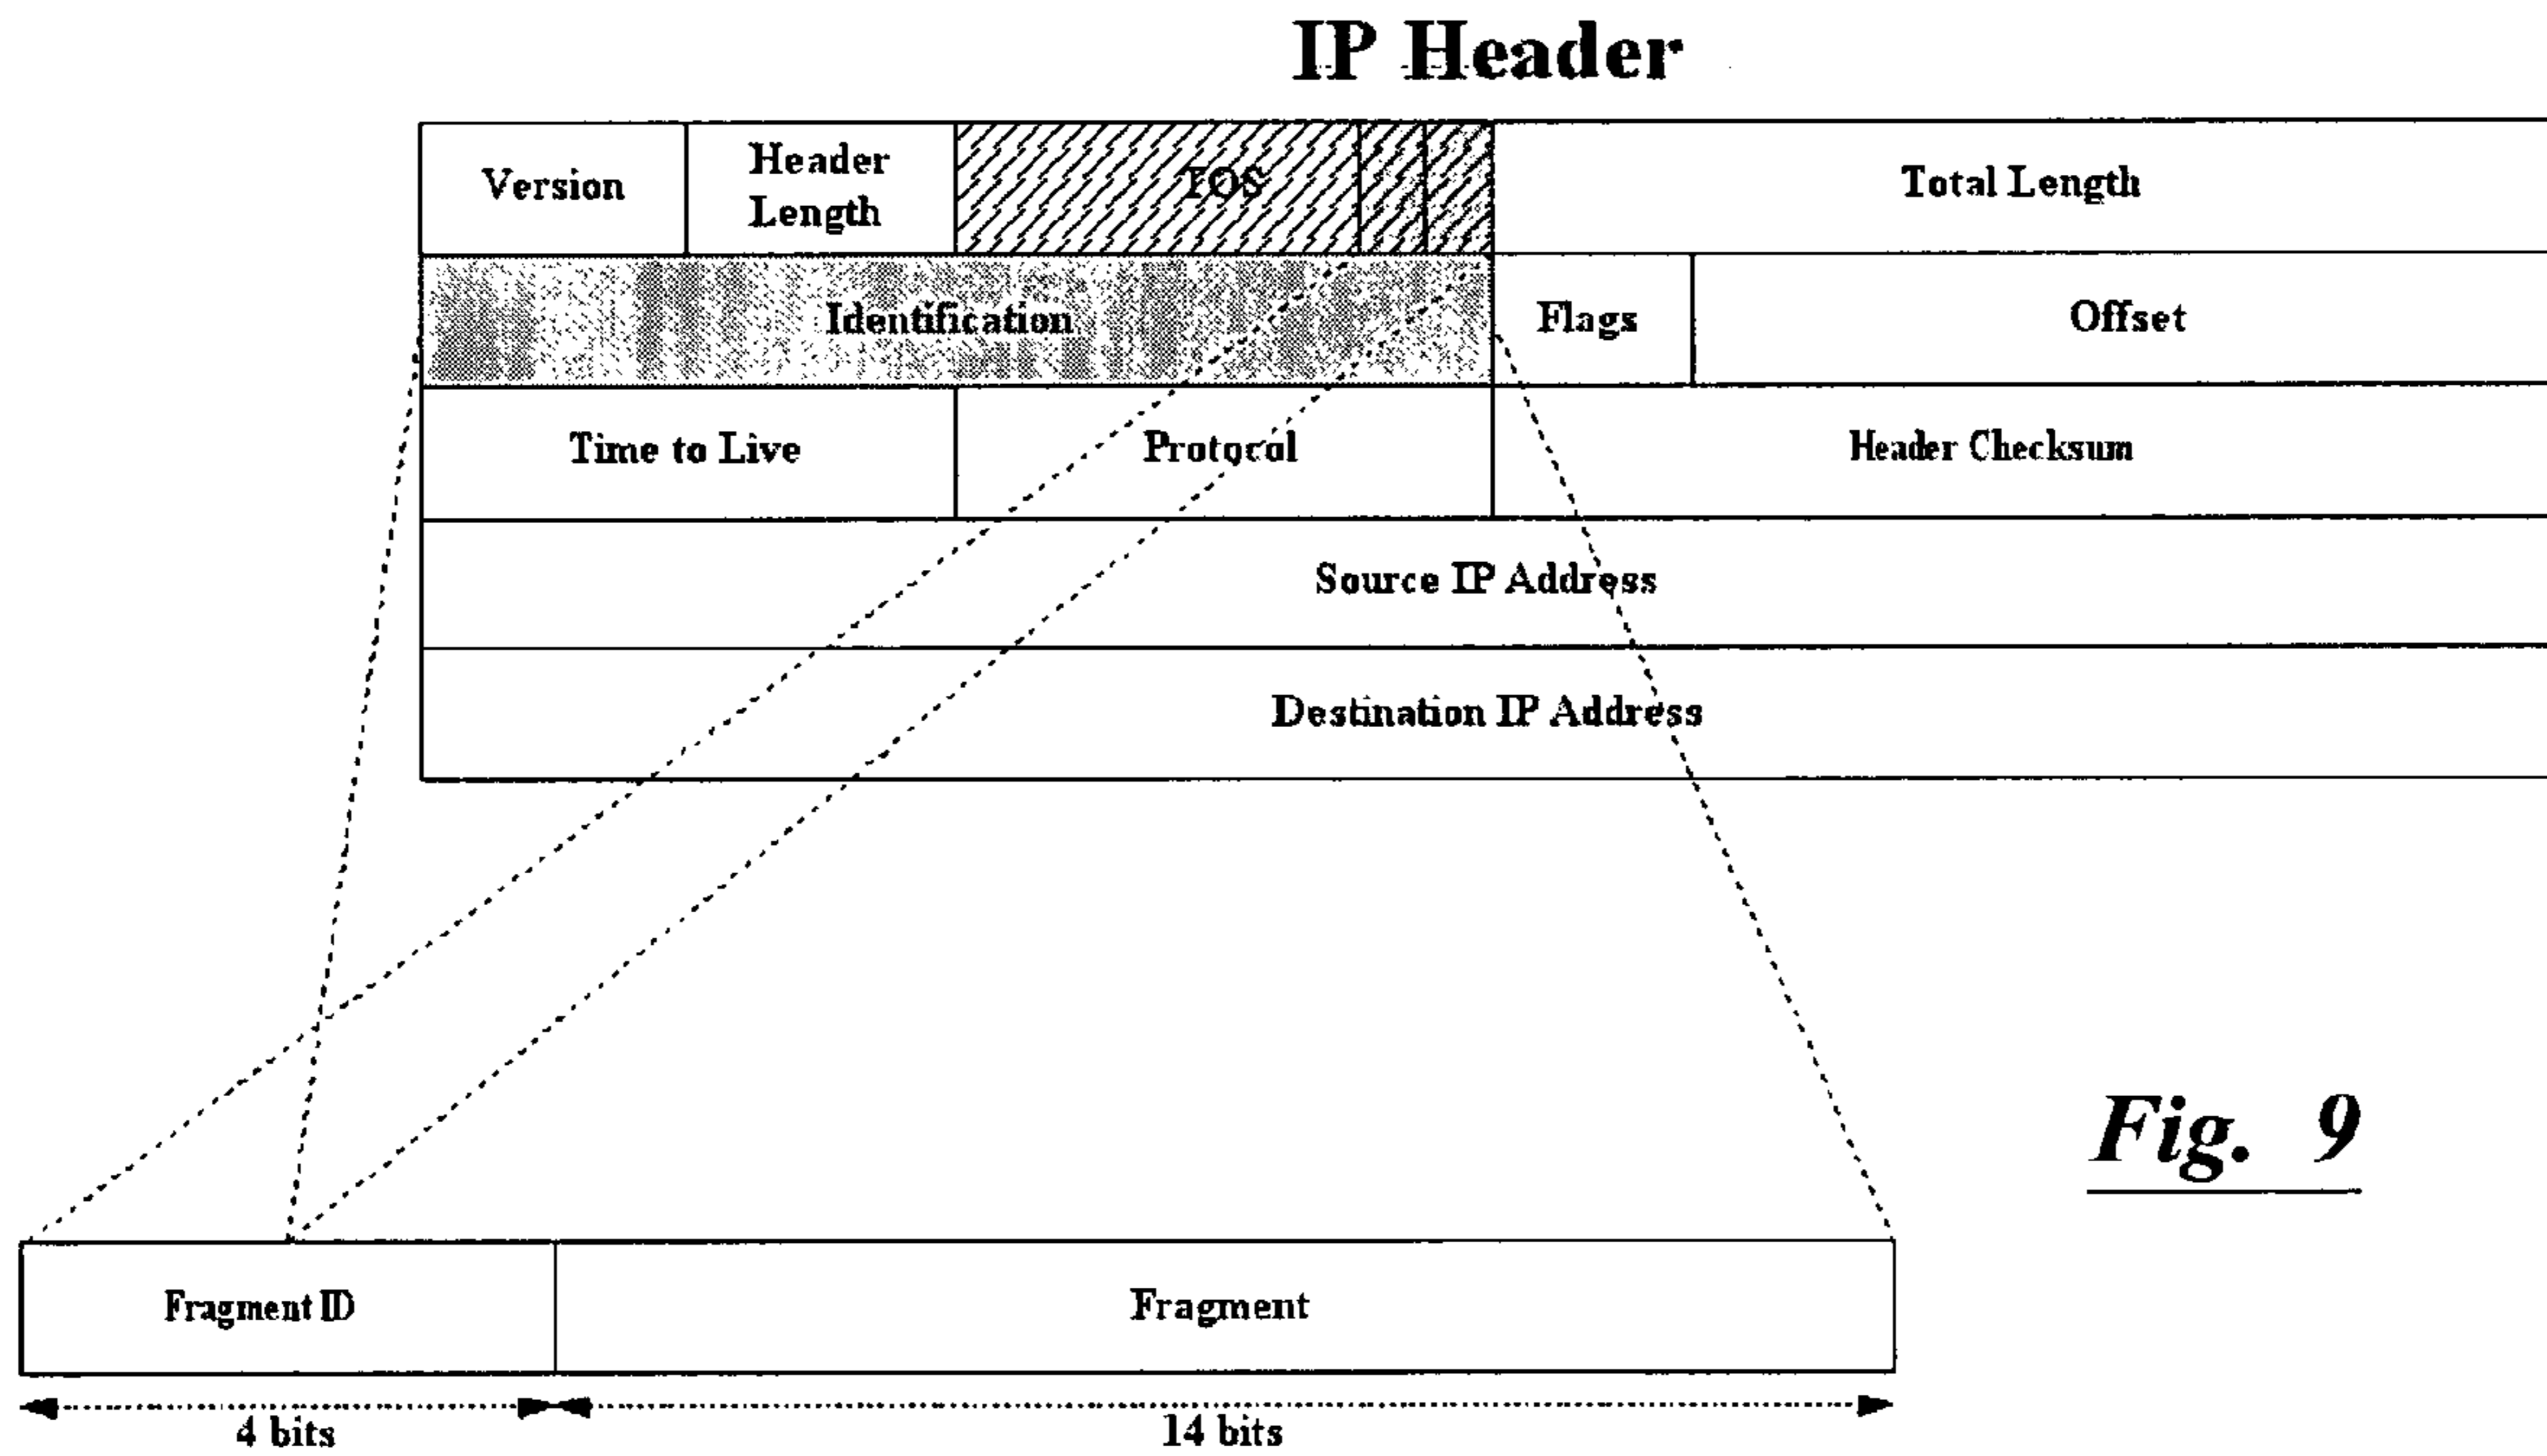 IP Header
Version
Header
Length
TOS
Total Length
Identification
Flags
Offset
Time to Live
Protocol
Header Checksum
Source IP Address
Destination IP Address
Fig. 9
Fragment ID
Fragment
4 bits
14 bits